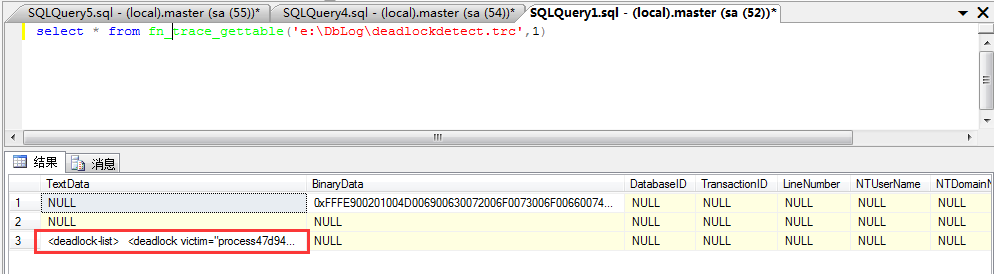 SQLQuery5.sql - (local).master (sa (55))* SQLQuery4.sql - (local).master (sa (54))* SQLQuery1.sql - (local).master (sa (52))*
select * from fn_trace_gettable('e:\DbLog\deadlockdetect.trc',1)
结果 消息
TextData BinaryData DatabaseID TransactionID LineNumber NTUserName NTDomainN
1 NULL 0xFFFE900201004D006900630072006F0073006F00660074... NULL NULL NULL NULL NULL
2 NULL NULL NULL NULL NULL NULL NULL
3 <deadlock-list> <deadlock victim="process47d94... NULL NULL NULL NULL NULL NULL